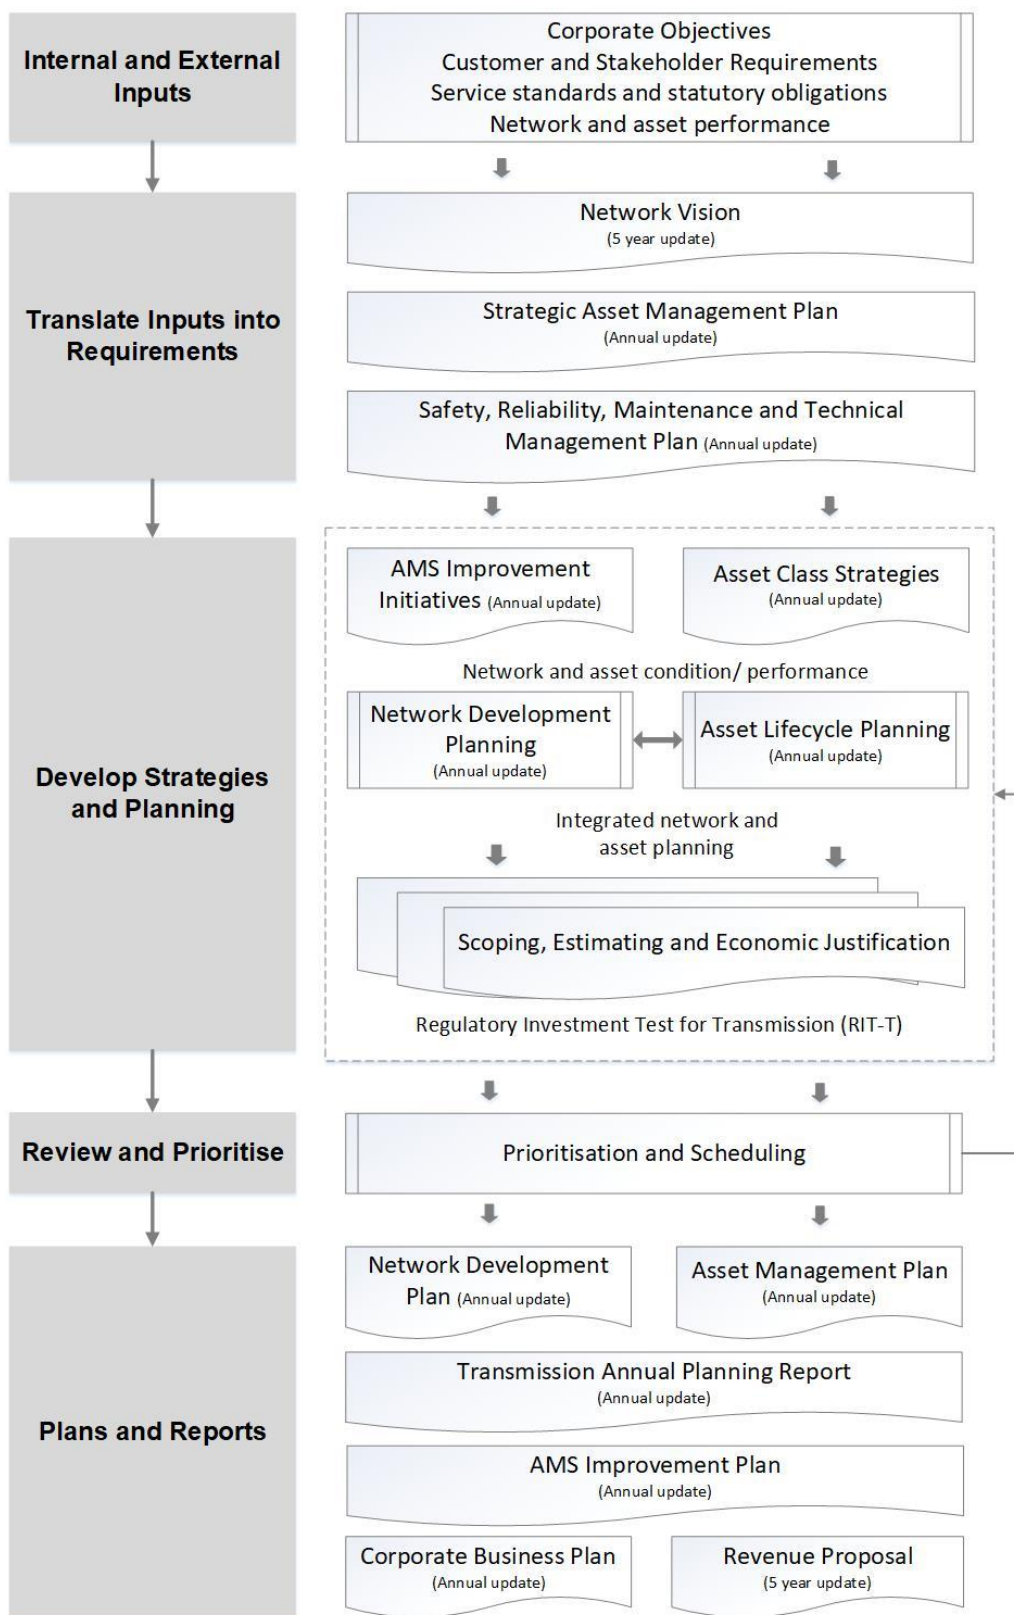 Internal and External
Inputs
Corporate Objectives
Customer and Stakeholder Requirements
Service standards and statutory obligations
Network and asset performance
Translate Inputs into
Requirements
Network Vision
(5 year update)
Strategic Asset Management Plan
(Annual update)
Safety, Reliability, Maintenance and Technical
Management Plan (Annual update)
Develop Strategies
and Planning
AMS Improvement
Initiatives (Annual update)
Asset Class Strategies
(Annual update)
Network and asset condition/ performance
Network Development
Planning
(Annual update)
Asset Lifecycle Planning
(Annual update)
Integrated network and
asset planning
Scoping, Estimating and Economic Justification
Regulatory Investment Test for Transmission (RIT-T)
Review and Prioritise
Prioritisation and Scheduling
Plans and Reports
Network Development
Plan (Annual update)
Asset Management Plan
(Annual update)
Transmission Annual Planning Report
(Annual update)
AMS Improvement Plan
(Annual update)
Corporate Business Plan
(Annual update)
Revenue Proposal
(5 year update)